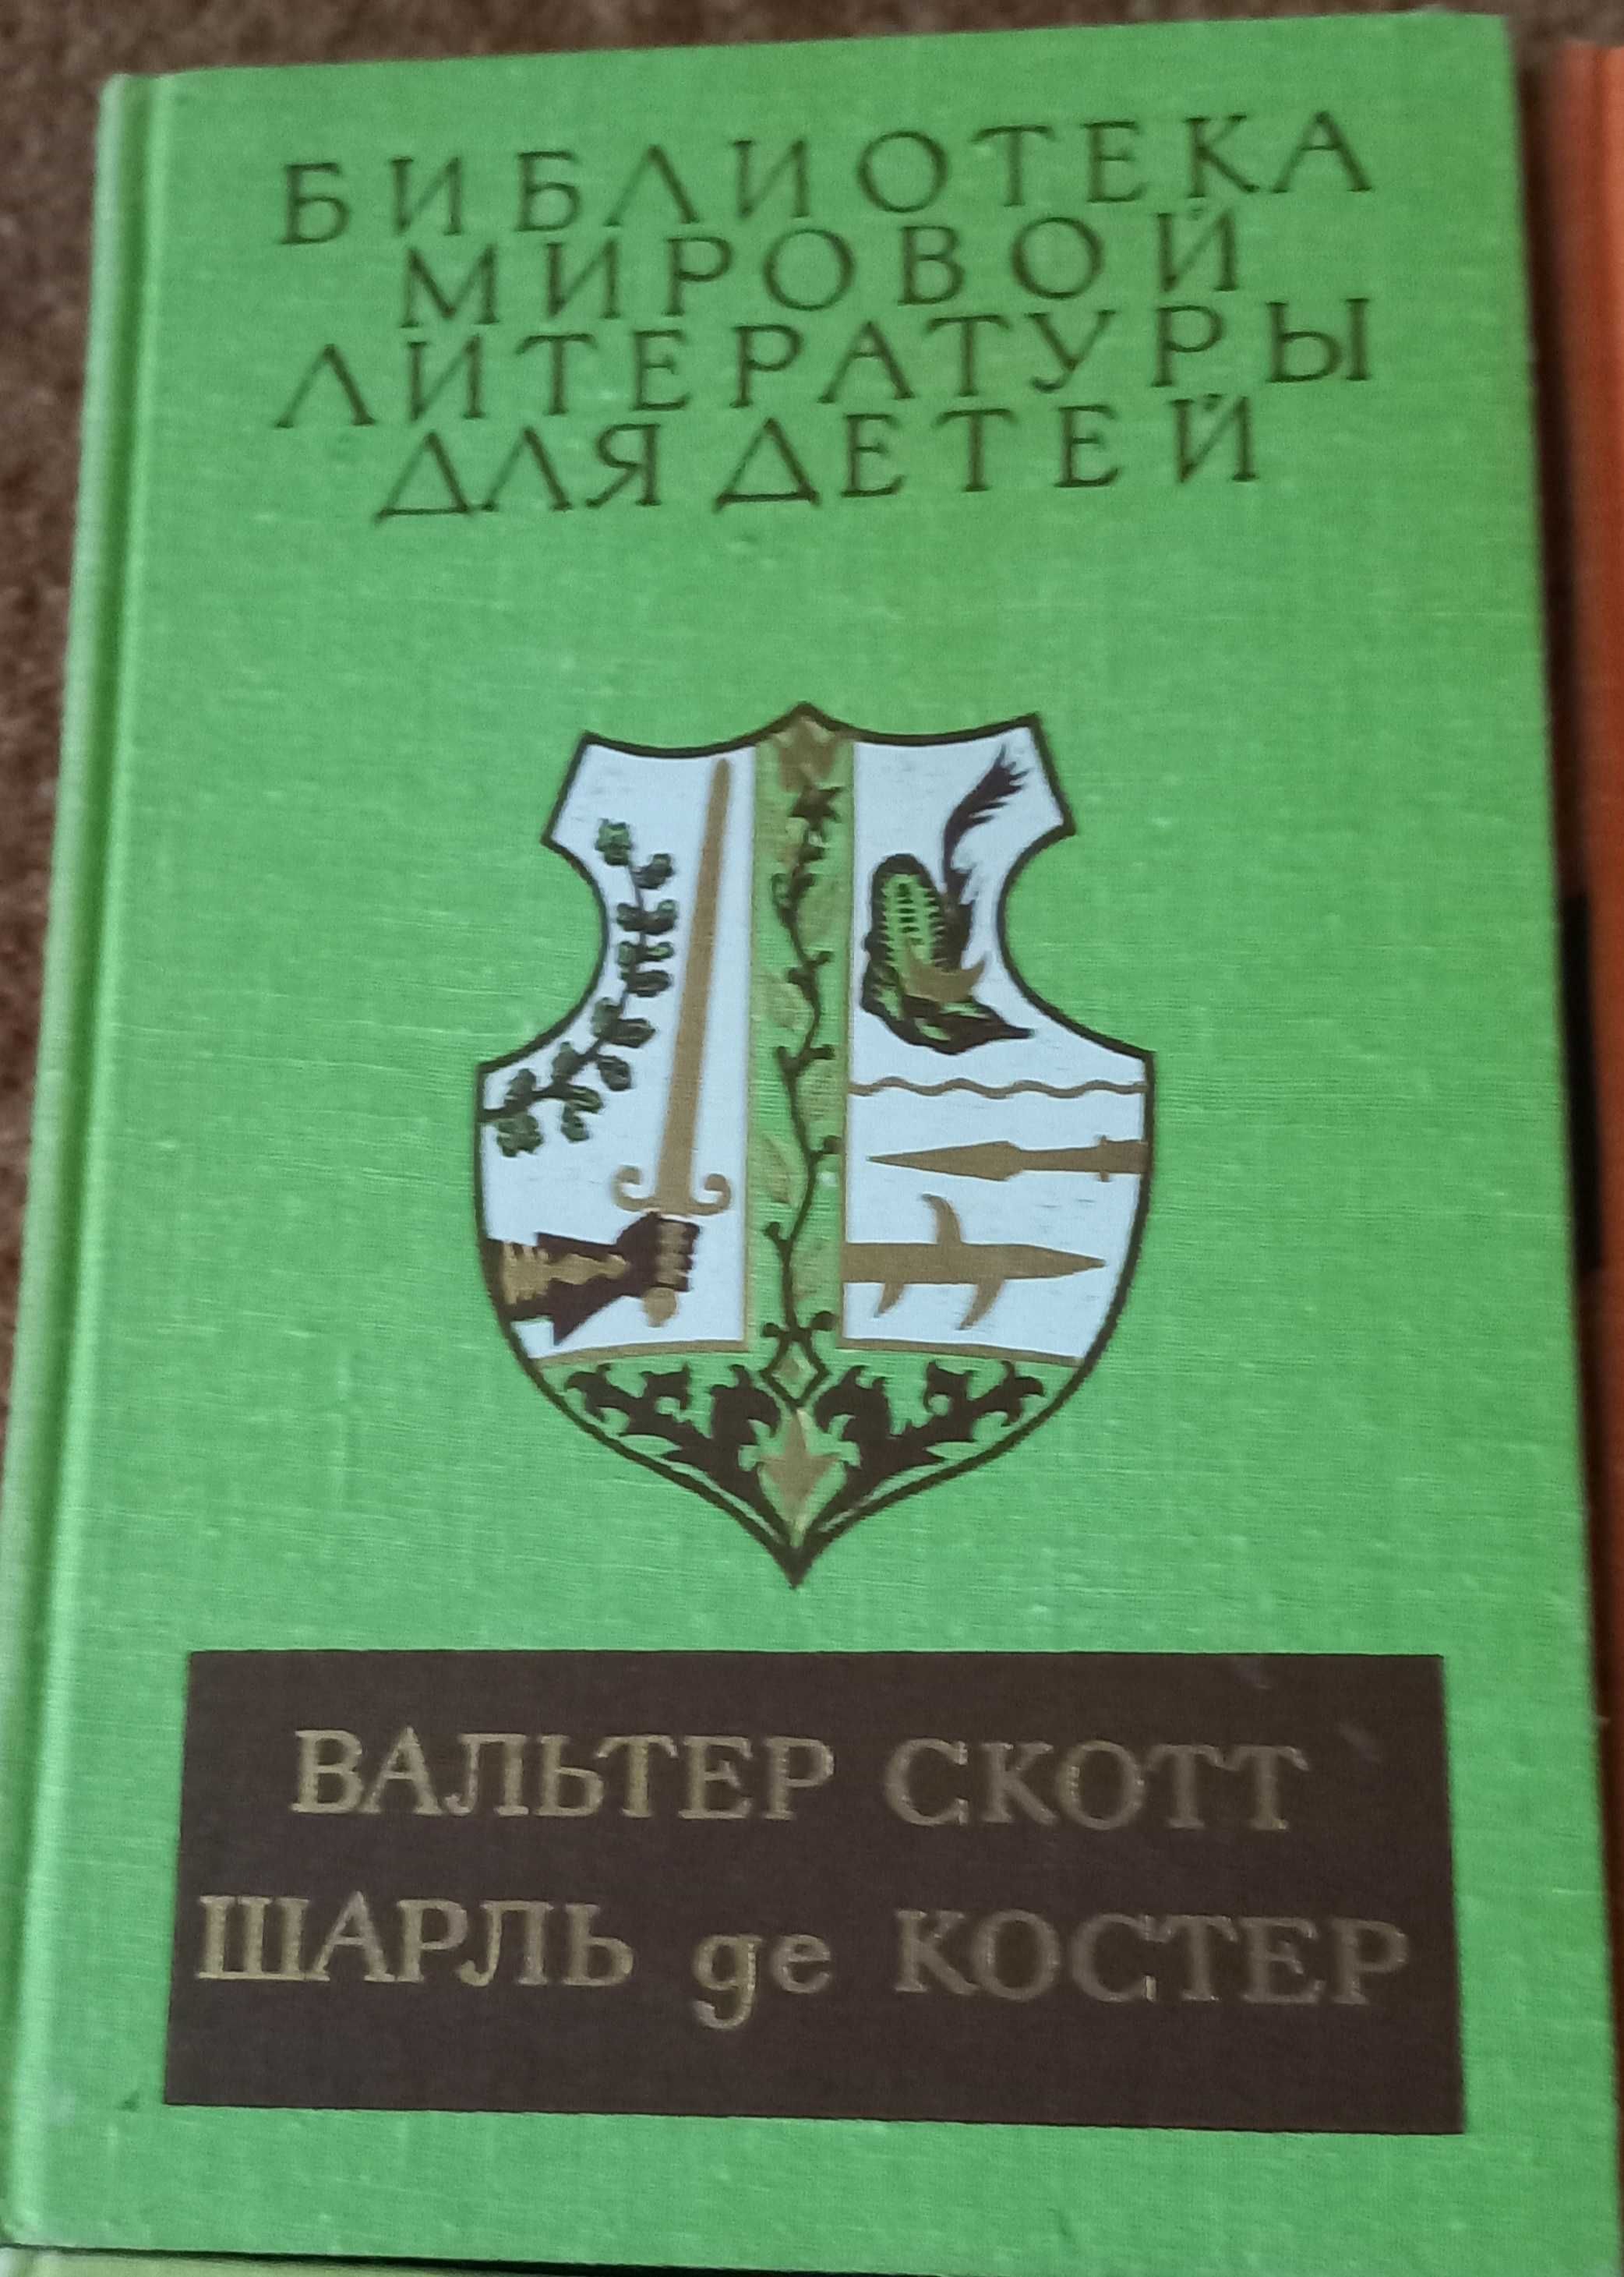 БИБЛИОТЕКА
МИРОВОЙ
ЛИТЕРАТУРЫ
ДЛЯ ДЕТЕЙ
ВАЛЬТЕР СКОТТ
ШАРЛЬ де КОСТЕР